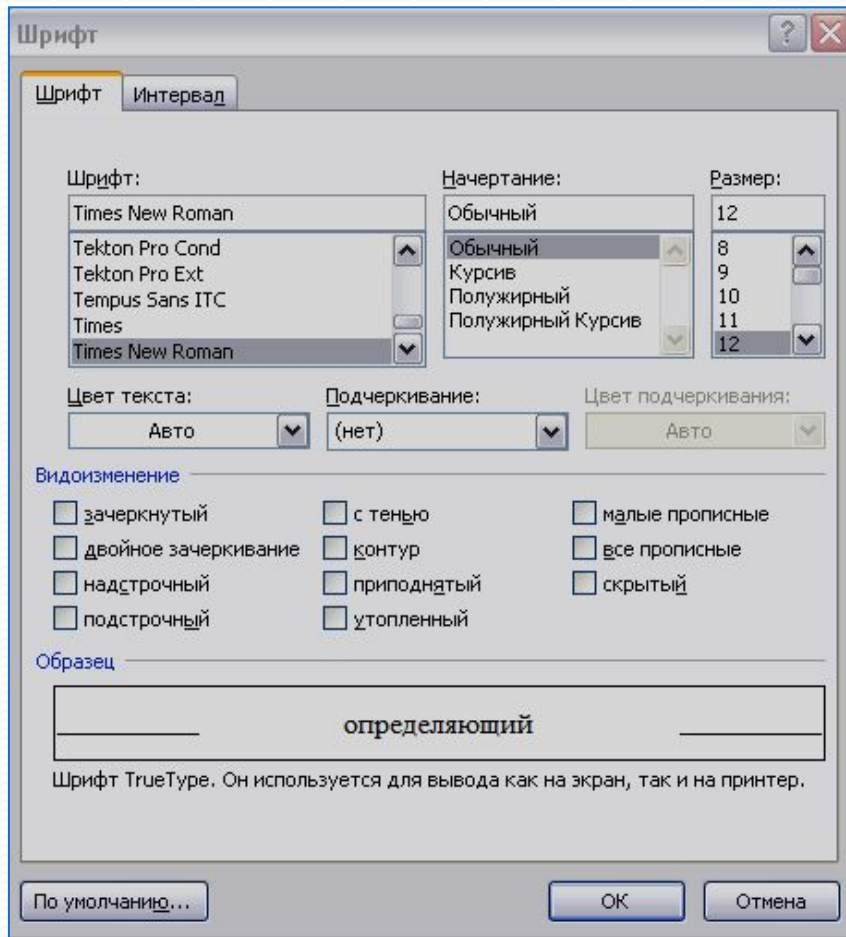 Шрифт
Шрифт Интервал
Шрифт: Начертание: Размер:
Times New Roman Обычный 12
Tekton Pro Cond Обычный 8
Tekton Pro Ext Курсив 9
Tempus Sans ITC Полужирный 10
Times Полужирный Курсив 11
Times New Roman 12
Цвет текста: Подчеркивание: Цвет подчеркивания:
Авто (нет) Авто
Видоизменение
зачеркнутый с тенью малые прописные
двойное зачеркивание контур все прописные
надстрочный приподнятый скрытый
подстрочный утопленный
Образец
определяющий
Шрифт TrueType. Он используется для вывода как на экран, так и на принтер.
По умолчанию... ОК Отмена